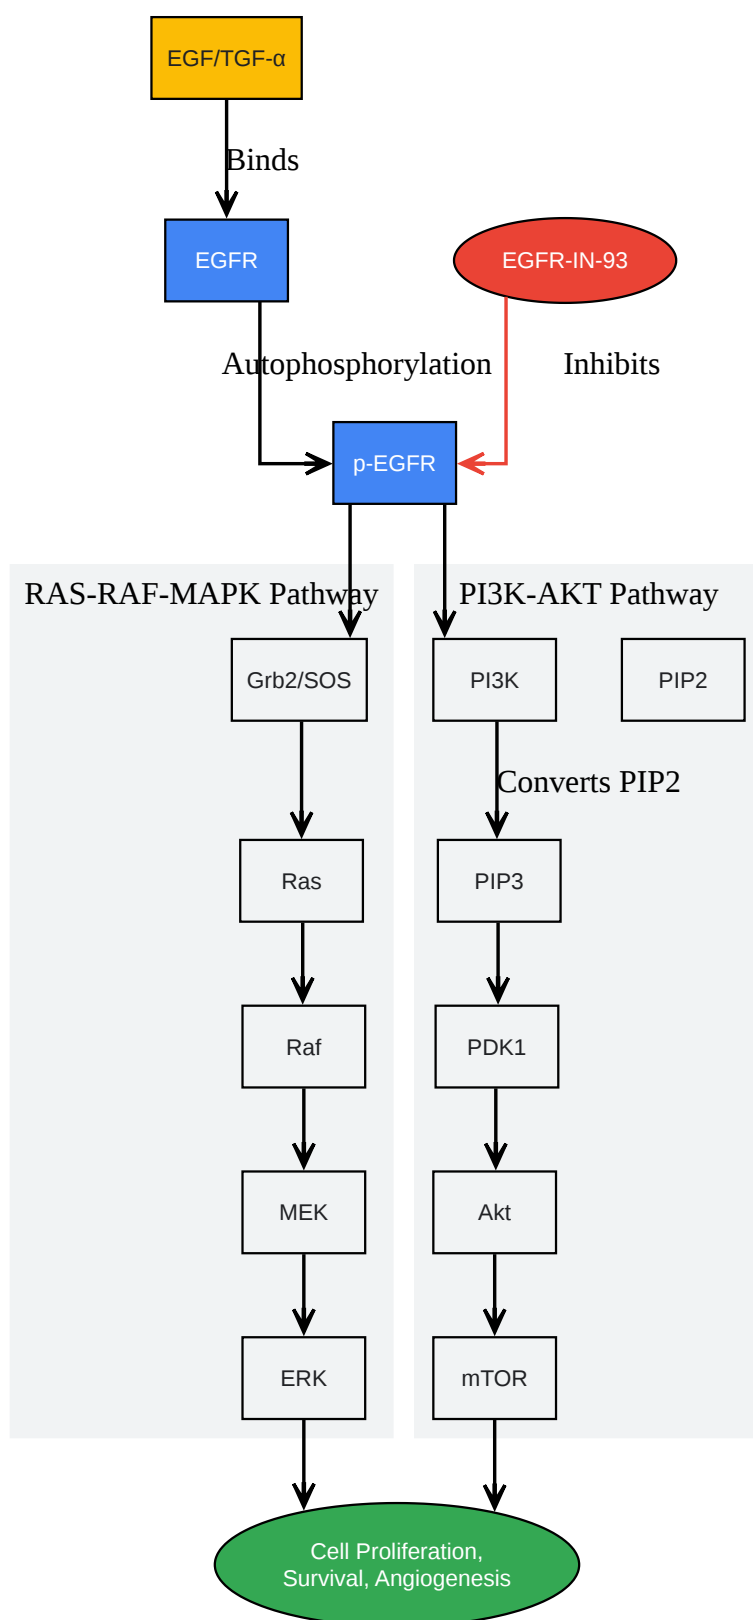 EGF/TGF-α
Binds
EGFR
EGFR-IN-93
Autophosphorylation
Inhibits
p-EGFR
RAS-RAF-MAPK Pathway
PI3K-AKT Pathway
Grb2/SOS
PI3K
PIP2
Converts PIP2
Ras
PIP3
Raf
PDK1
MEK
Akt
ERK
mTOR
Cell Proliferation,
Survival, Angiogenesis